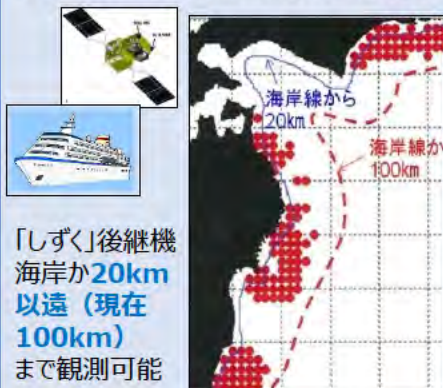 海岸線から
20km
海岸線か
100km
「しずく」後継機
海岸か20km
以遠（現在
100km）
まで観測可能